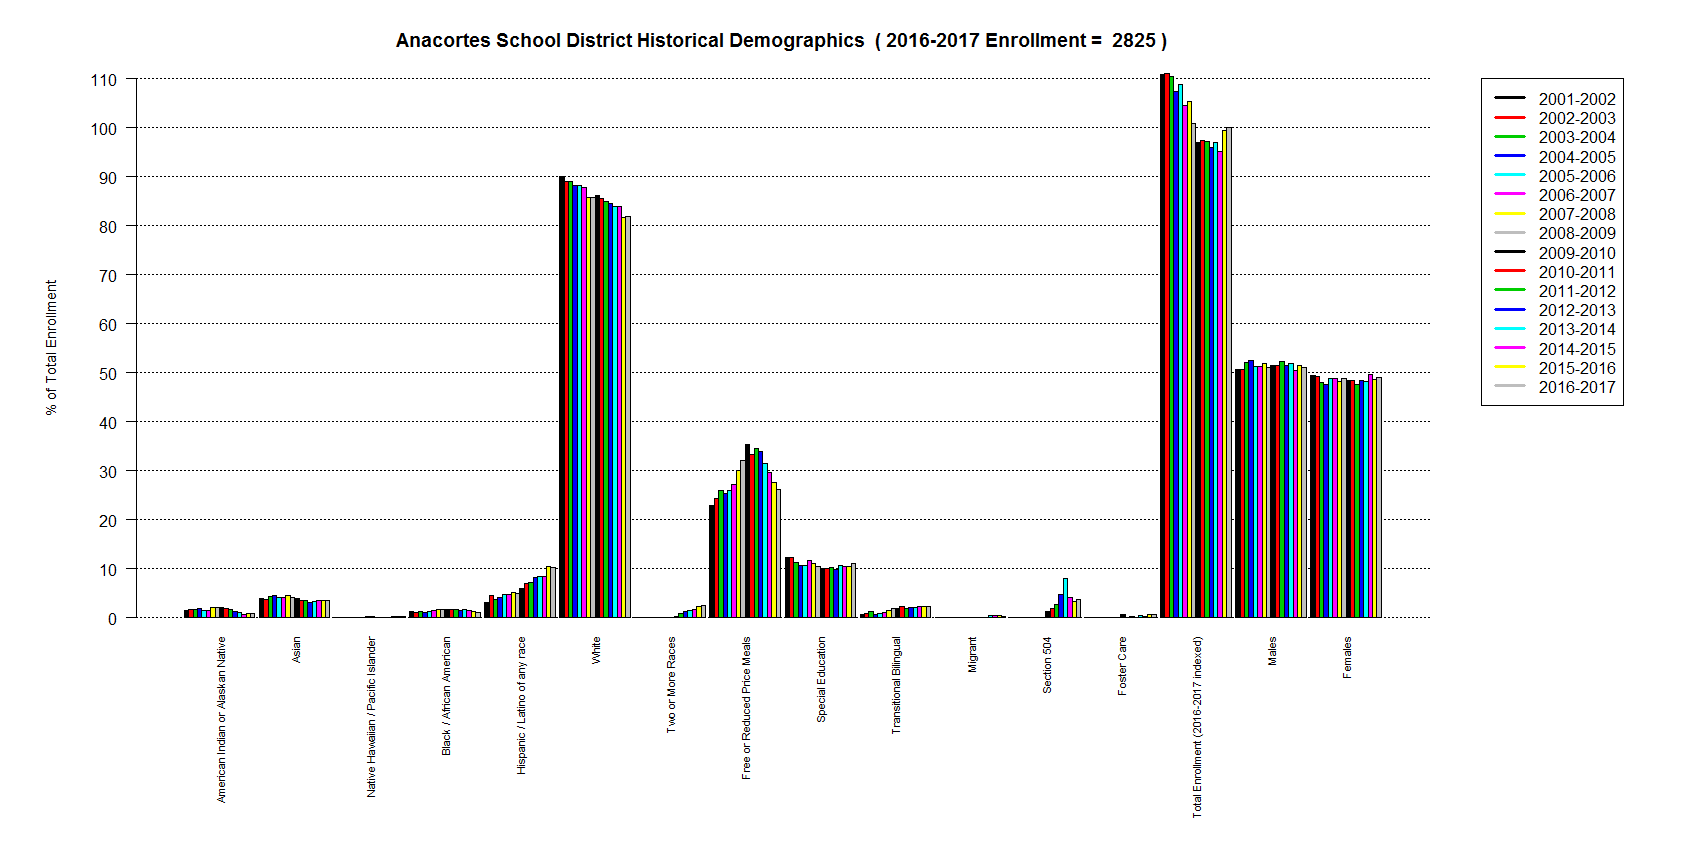 Anacortes School District Historical Demographics ( 2016-2017 Enrollment = 2825 )
% of Total Enrollment
110
100
90
80
70
60
50
40
30
20
10
0
American Indian or Alaskan Native
Asian
Native Hawaiian / Pacific Islander
Black / African American
Hispanic / Latino of any race
White
Two or More Races
Free or Reduced Price Meals
Special Education
Transitional Bilingual
Migrant
Section 504
Foster Care
Total Enrollment (2016-2017 indexed)
Males
Females
2001-2002
2002-2003
2003-2004
2004-2005
2005-2006
2006-2007
2007-2008
2008-2009
2009-2010
2010-2011
2011-2012
2012-2013
2013-2014
2014-2015
2015-2016
2016-2017